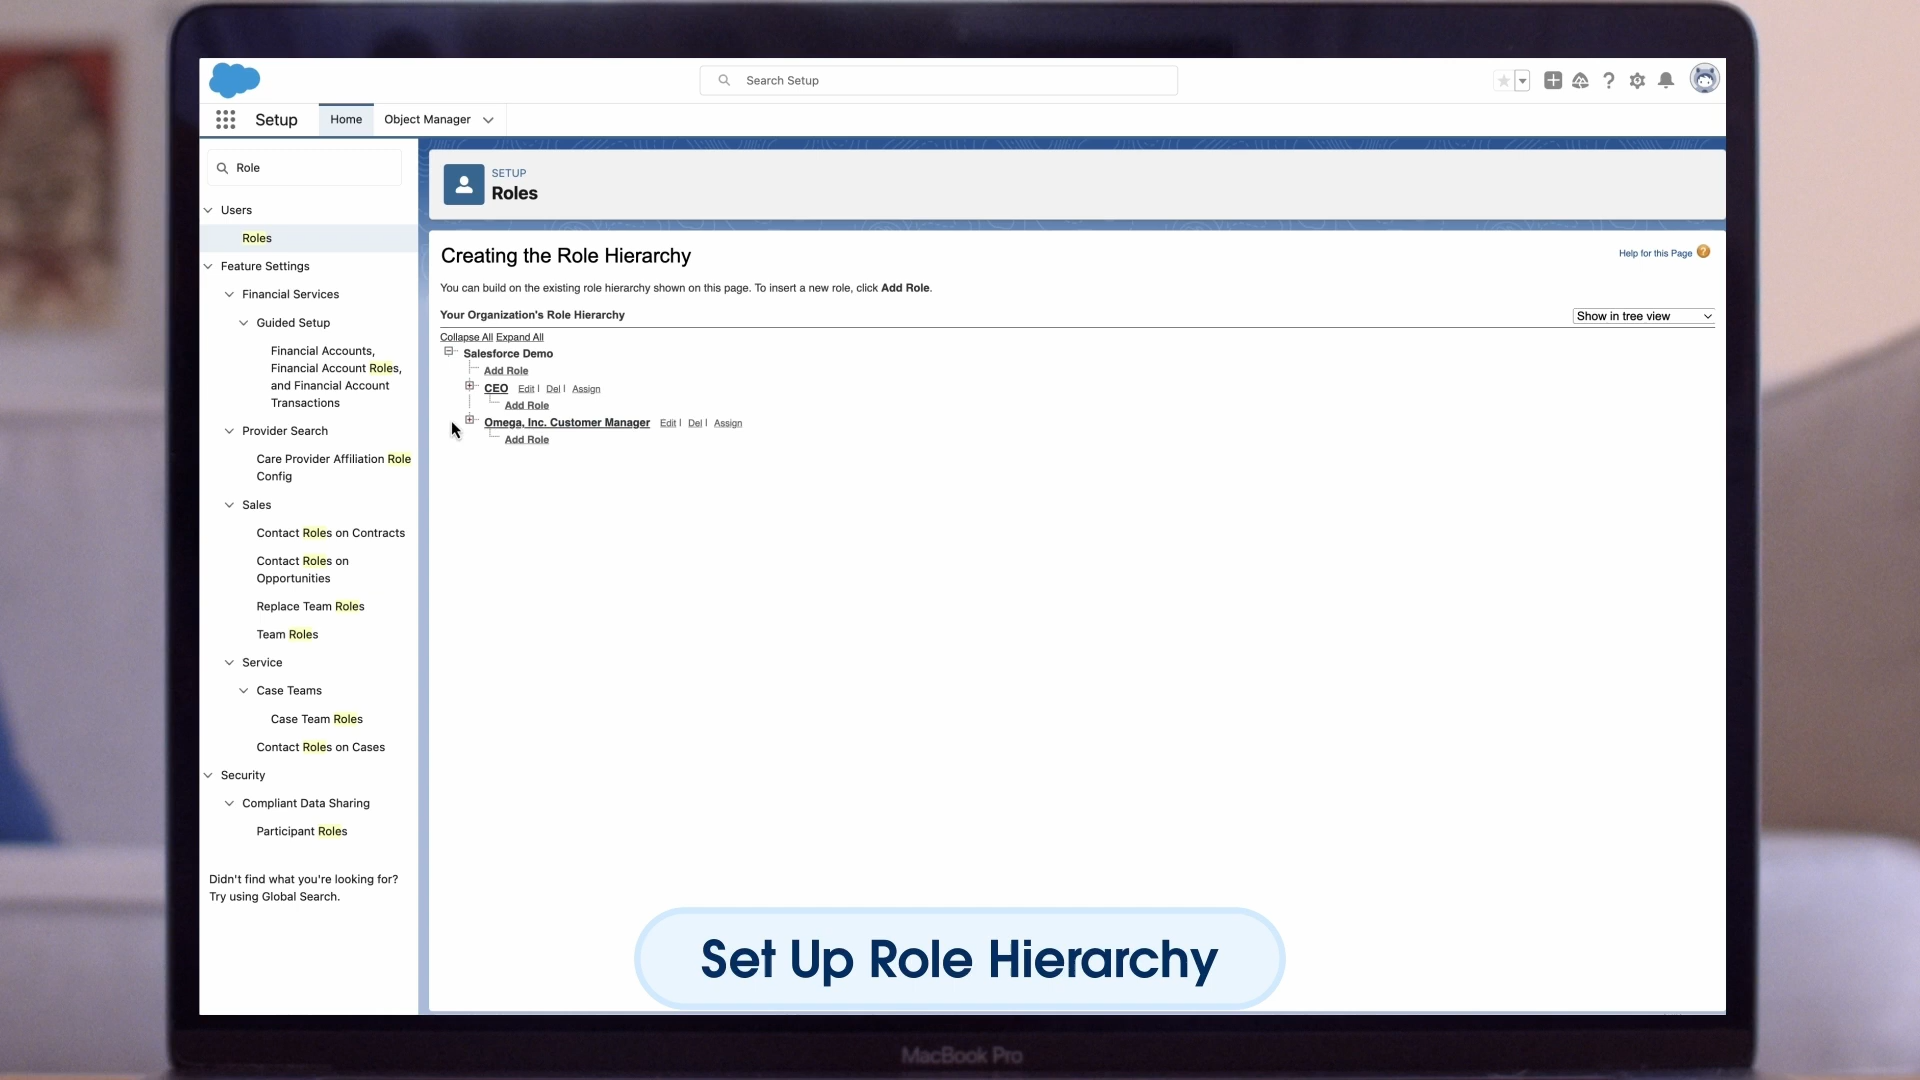 Search Setup
Setup
Home
Object Manager
Role
Users
Roles
Feature Settings
Financial Services
Guided Setup
Financial Accounts,
Financial Account Roles,
and Financial Account
Transactions
Provider Search
Care Provider Affiliation Role
Config
Sales
Contact Roles on Contracts
Contact Roles on
Opportunities
Replace Team Roles
Team Roles
Service
Case Teams
Case Team Roles
Contact Roles on Cases
Security
Compliant Data Sharing
Participant Roles
Didn't find what you're looking for?
Try using Global Search.
SETUP
Roles
Creating the Role Hierarchy
Help for this Page ?
You can build on the existing role hierarchy shown on this page. To insert a new role, click Add Role.
Your Organization's Role Hierarchy
Show in tree view
Collapse All Expand All
Salesforce Demo
Add Role
CEO Edit | Del | Assign
Add Role
Omega, Inc. Customer Manager Edit | Del | Assign
Add Role
Set Up Role Hierarchy
MacBook Pro